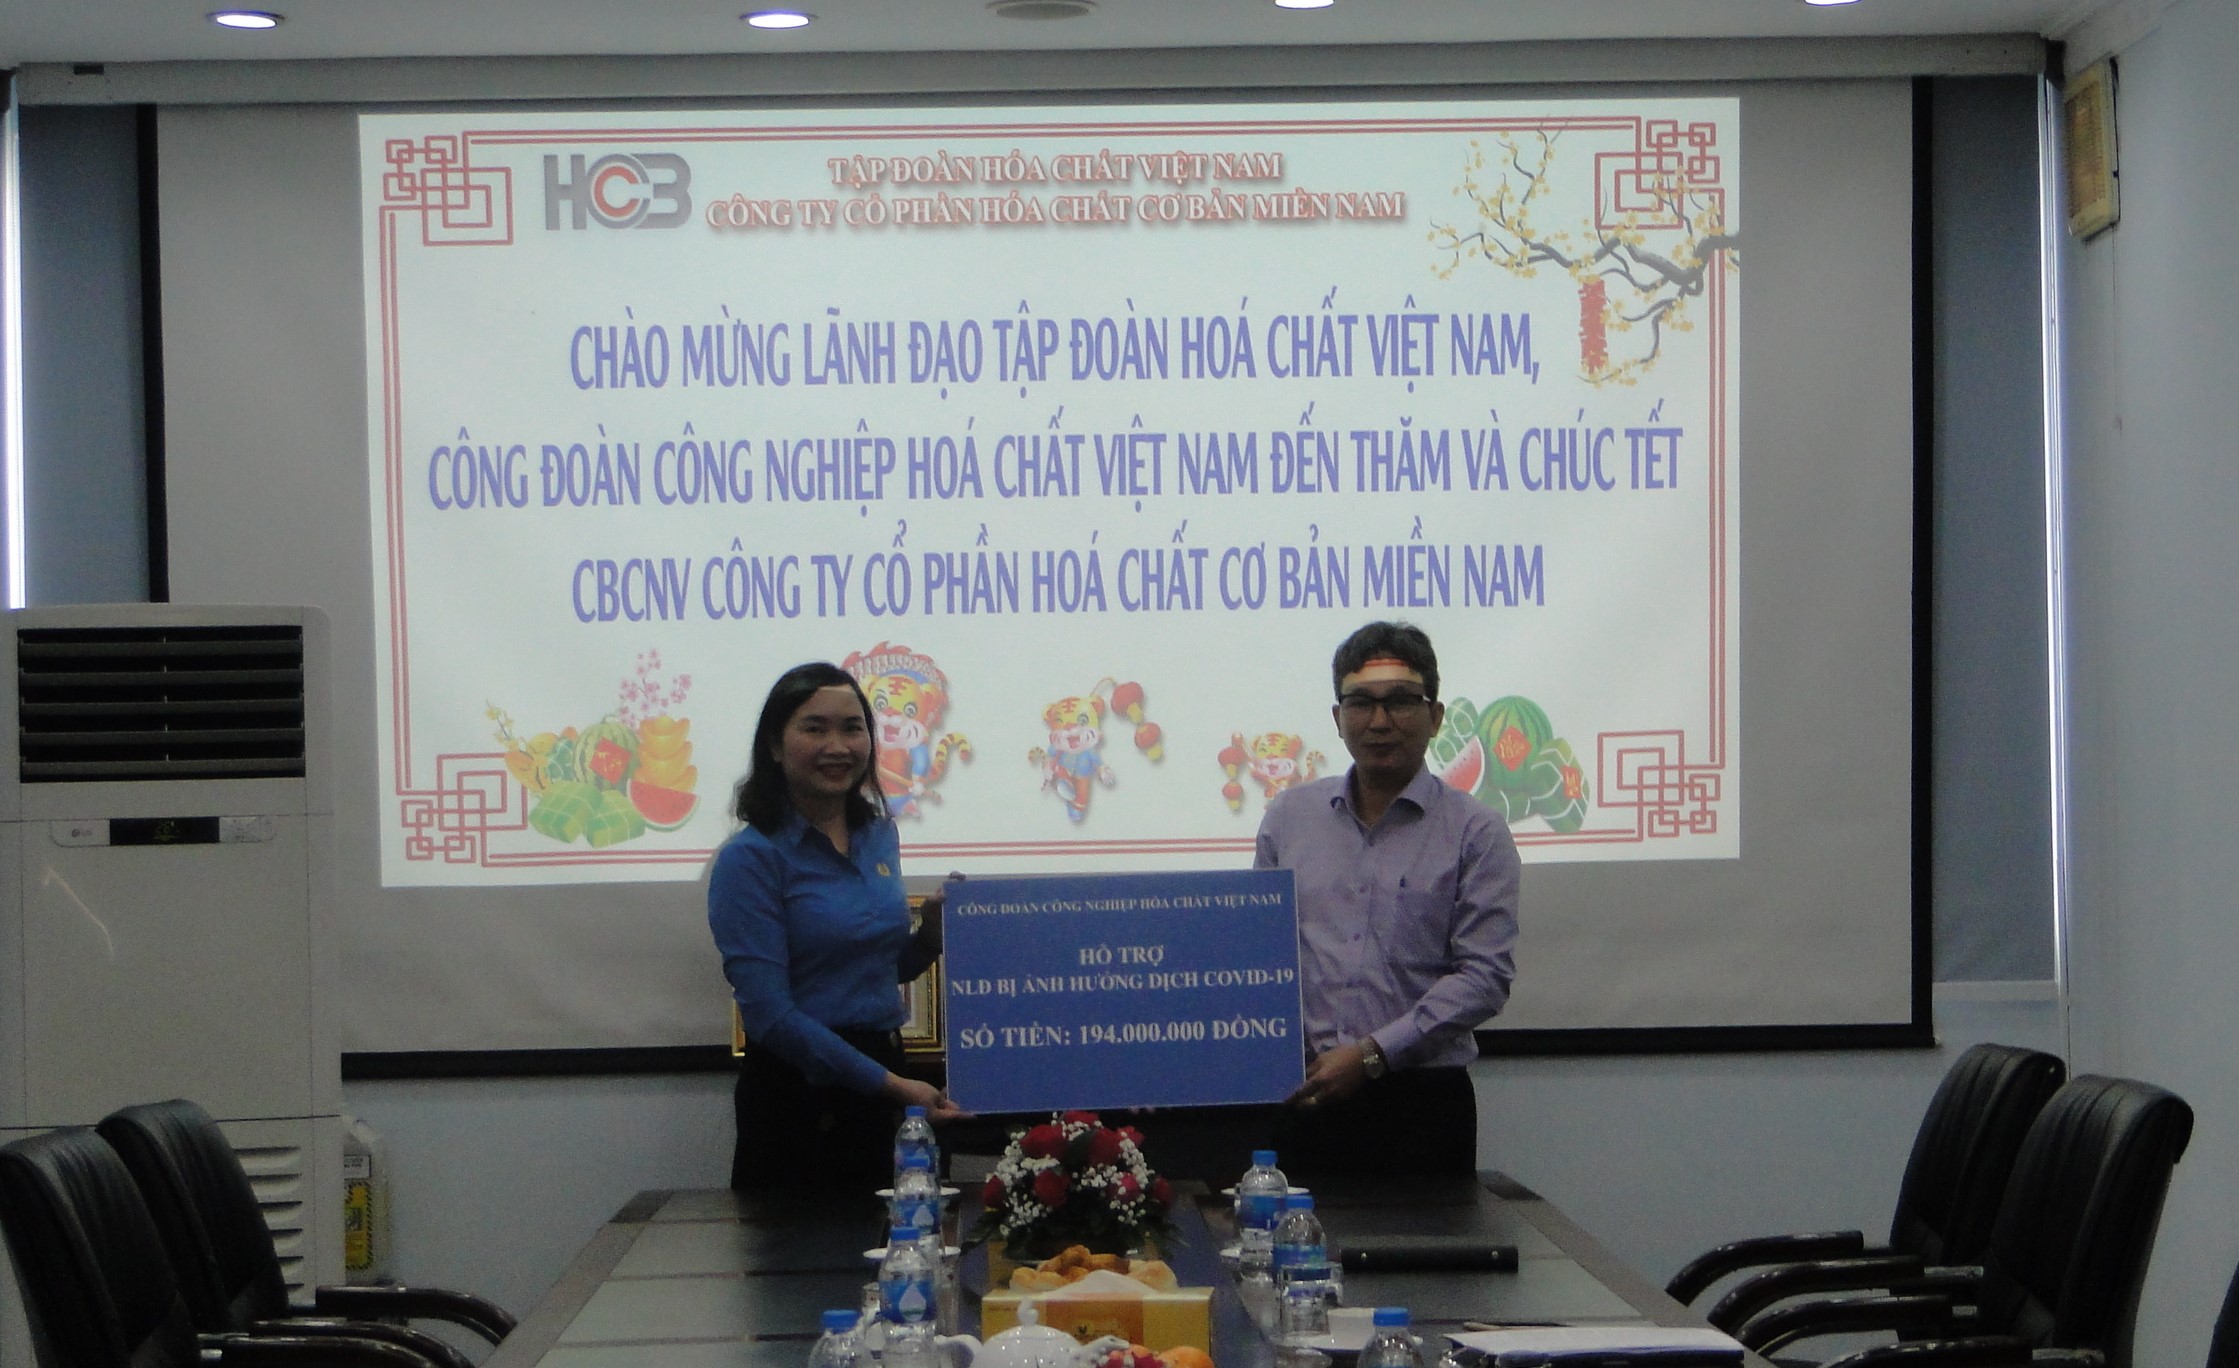 HCB
TẬP ĐOÀN HÓA CHẤT VIỆT NAM
CÔNG TY CỔ PHẦN HÓA CHẤT CƠ BẢN MIỀN NAM
CHÀO MỪNG LÃNH ĐẠO TẬP ĐOÀN HOÁ CHẤT VIỆT NAM,
CÔNG ĐOÀN CÔNG NGHIỆP HOÁ CHẤT VIỆT NAM ĐẾN THĂM VÀ CHÚC TẾT
CBCNV CÔNG TY CỔ PHẦN HOÁ CHẤT CƠ BẢN MIỀN NAM
CÔNG ĐOÀN CÔNG NGHIỆP HÓA CHẤT VIỆT NAM
HỖ TRỢ
NLĐ BỊ ẢNH HƯỞNG DỊCH COVID-19
SỐ TIỀN: 194.000.000 ĐỒNG
LG